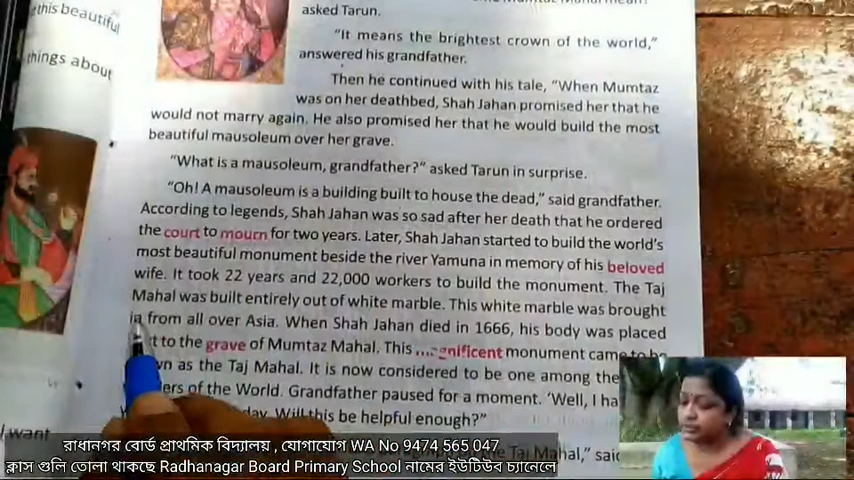 this beautiful
things about
want
asked Tarun.
"It means the brightest crown of the world,"
answered his grandfather.
Then he continued with his tale, "When Mumtaz
was on her deathbed, Shah Jahan promised her that he
would not marry again. He also promised her that he would build the most
beautiful mausoleum over her grave.
"What is a mausoleum, grandfather?" asked Tarun in surprise.
"Oh! A mausoleum is a building built to house the dead," said grandfather.
According to legends, Shah Jahan was so sad after her death that he ordered
the court to mourn for two years. Later, Shah Jahan started to build the world's
most beautiful monument beside the river Yamuna in memory of his beloved
wife. It took 22 years and 22,000 workers to build the monument. The Taj
Mahal was built entirely out of white marble. This white marble was brought
in from all over Asia. When Shah Jahan died in 1666, his body was placed
to the grave of Mumtaz Mahal. This magnificent monument came to be
as the Taj Mahal. It is now considered to be one among the
of the World. Grandfather paused for a moment. 'Well, I
Will this be helpful enough?"
the Taj Mahal,"
রাধানগর বোর্ড প্রাথমিক বিদ্যালয় , যোগাযোগ WA No 9474 565 047
ক্লাস গুলি তোলা থাকছে Radhanagar Board Primary School নামের ইউটিউব চ্যানেলে